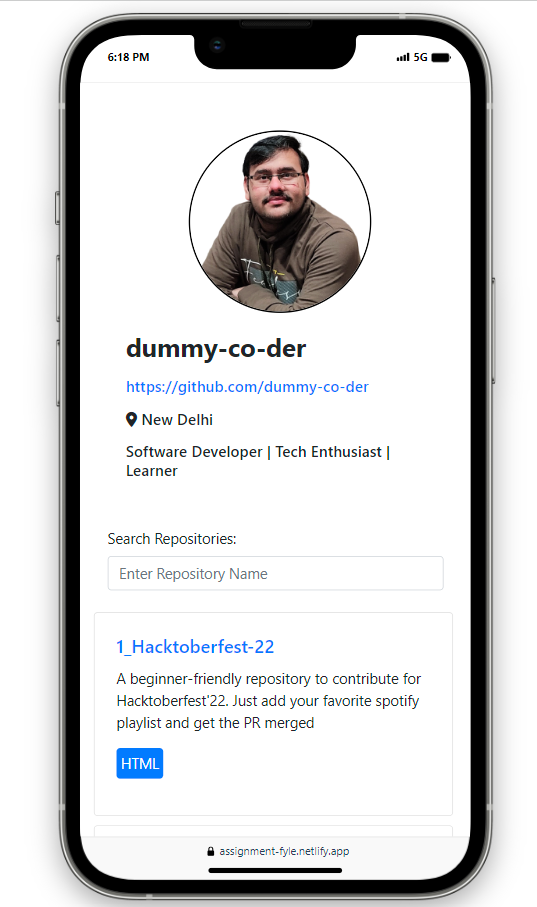 6:18 PM
5G
dummy-co-der
https://github.com/dummy-co-der
New Delhi
Software Developer | Tech Enthusiast |
Learner
Search Repositories:
Enter Repository Name
1_Hacktoberfest-22
A beginner-friendly repository to contribute for
Hacktoberfest'22. Just add your favorite spotify
playlist and get the PR merged
HTML
assignment-fyle.netlify.app